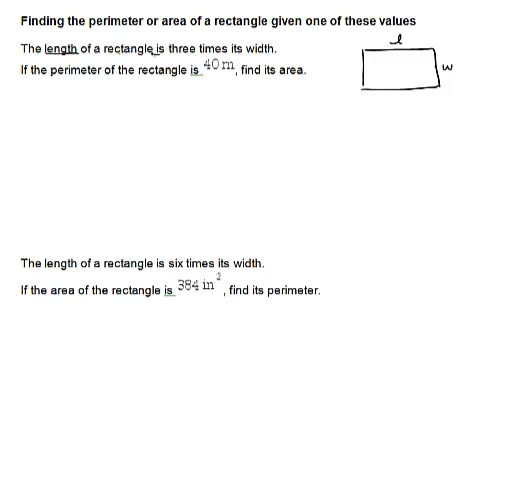 Finding the perimeter or area of a rectangle given one of these values
l
The length of a rectangle is three times its width.
If the perimeter of the rectangle is 40 m, find its area.
w
The length of a rectangle is six times its width.
If the area of the rectangle is 384 in², find its perimeter.